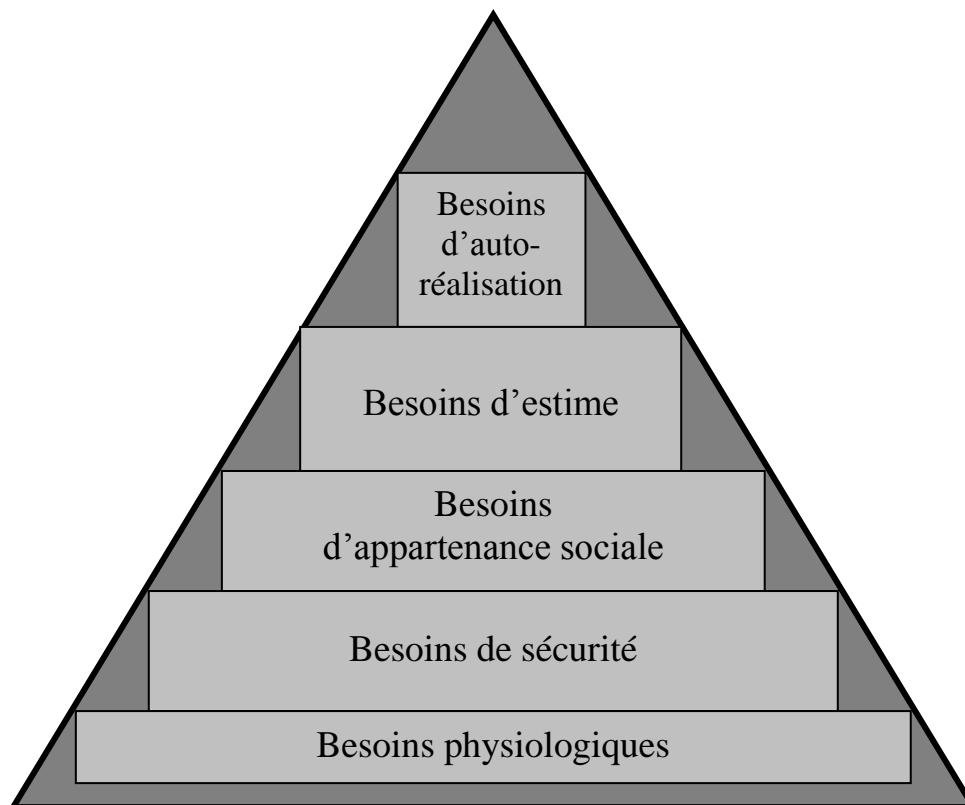 Besoins
d’auto-
réalisation
Besoins d’estime
Besoins
d’appartenance sociale
Besoins de sécurité
Besoins physiologiques